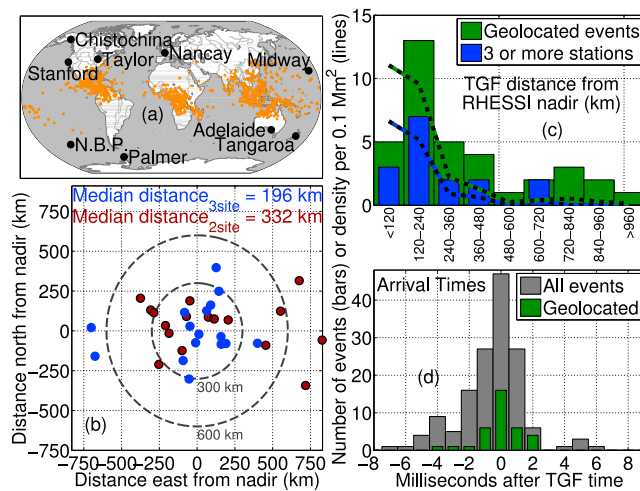 Chistochina
Taylor
Nancay
Midway
Stanford
(a)
Adelaide
Tangaroa
N.B.P.
Palmer
Median distance3site = 196 km
Median distance2site = 332 km
Distance north from nadir (km)
750
500
250
0
−250
−500
−750
(b)
300 km
600 km
−750
−500
−250
0
250
500
750
Distance east from nadir (km)
Number of events (bars) or density per 0.1 Mm2 (lines)
15
10
5
0
Geolocated events
3 or more stations
TGF distance from
RHESSI nadir (km)
(c)
<120
120−240
240−360
360−480
480−600
600−720
720−840
840−960
>960
Arrival Times
All events
Geolocated
40
30
20
10
0
(d)
−8
−6
−4
−2
0
2
4
6
8
Milliseconds after TGF time